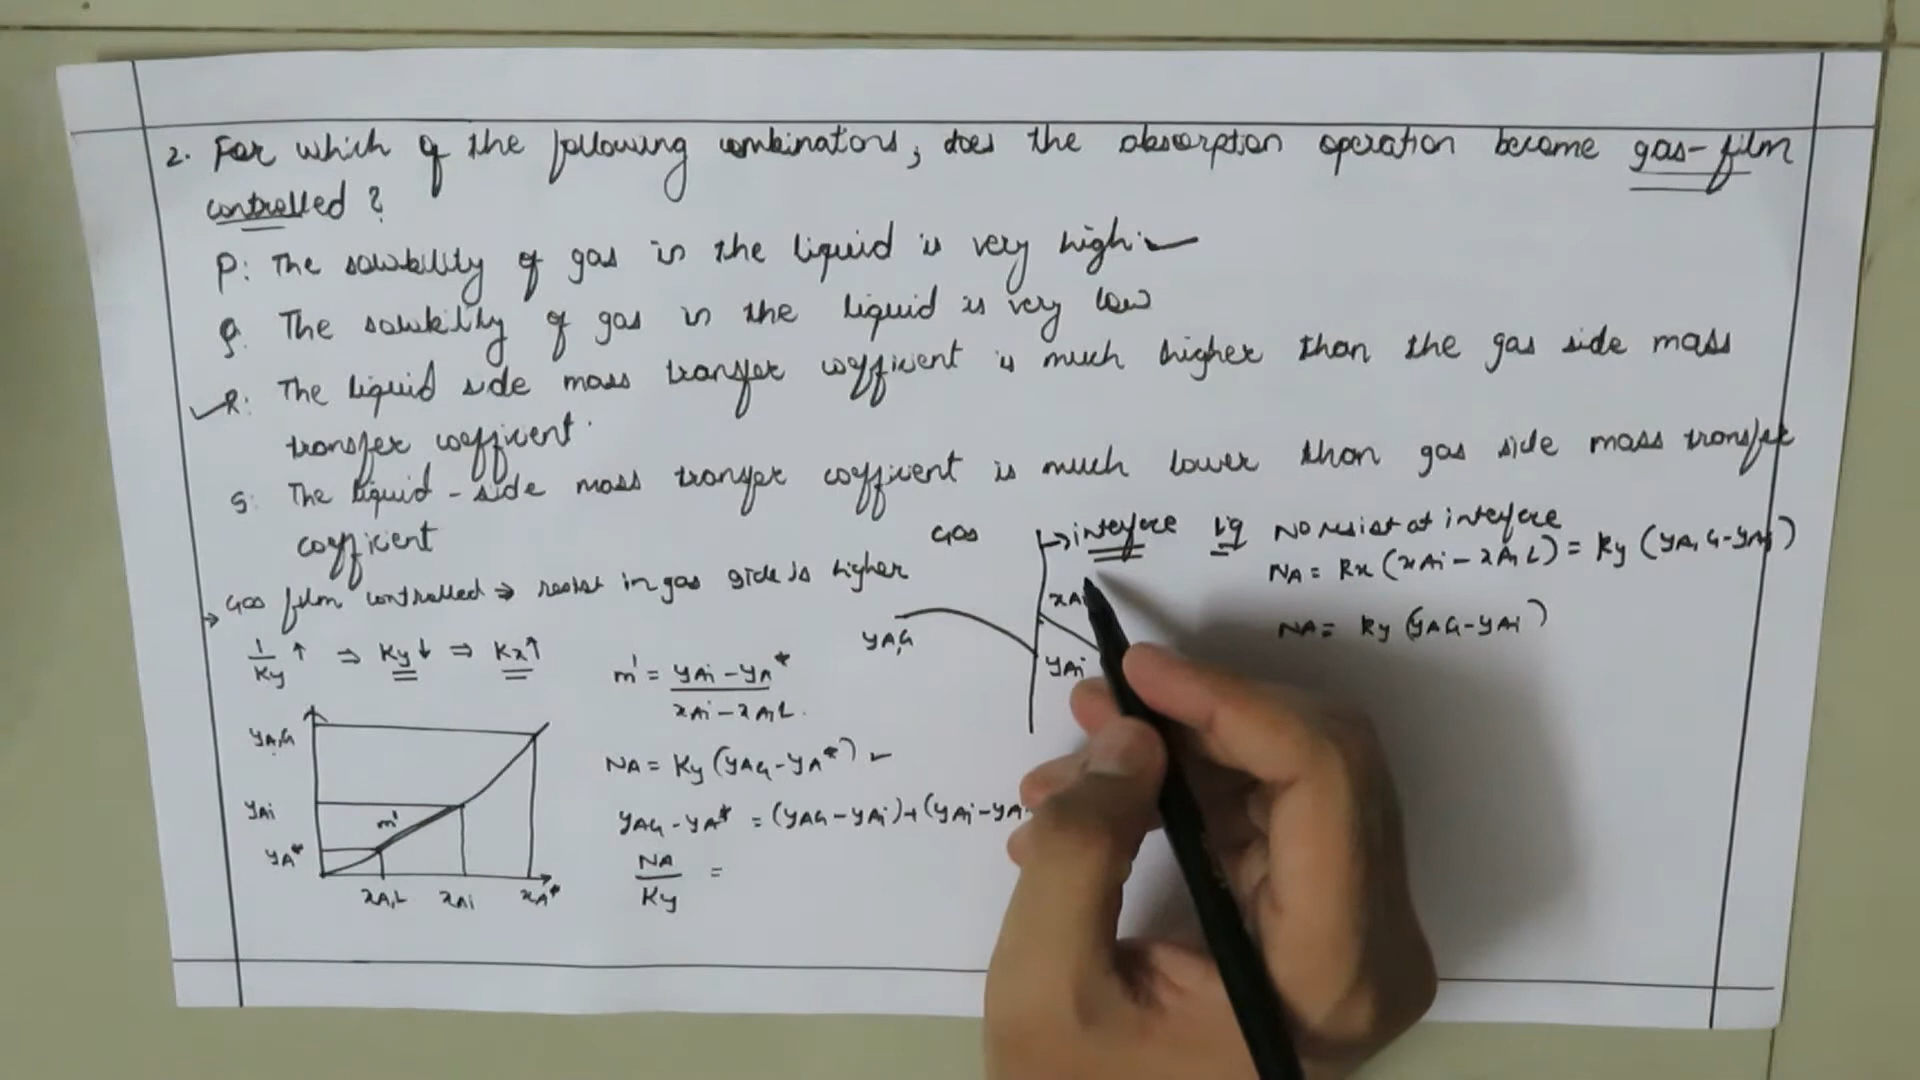 2. For which of the following combinators, does the absorption operation become gas-film
controlled ?
P: The solubility of gas in the liquid is very high.
Q. The solubility of gas in the liquid is very low
R: The liquid side mass transfer coefficient is much higher than the gas side mass
transfer coefficient.
S: The liquid-side mass transfer coefficient is much lower than gas side mass transfer
coefficient
Gas → interface liq No resist at interface
NA = kx (xAi - xA,L) = ky (yA,G - yAi)
→ Gas film controlled ⇒ resist in gas side is higher
xAi
NA = ky (yAG - yAi)
yA,G
yAi
1/ky ↑ ⇒ ky↓ ⇒ kx↑
m' = yAi - yA* / xAi - xA,L.
yA,G
NA = Ky (yAG - yA*)
yAi
m'
yAG - yA* = (yAG - yAi) + (yAi - yA
yA*
NA/Ky =
xA,L xAi xA*